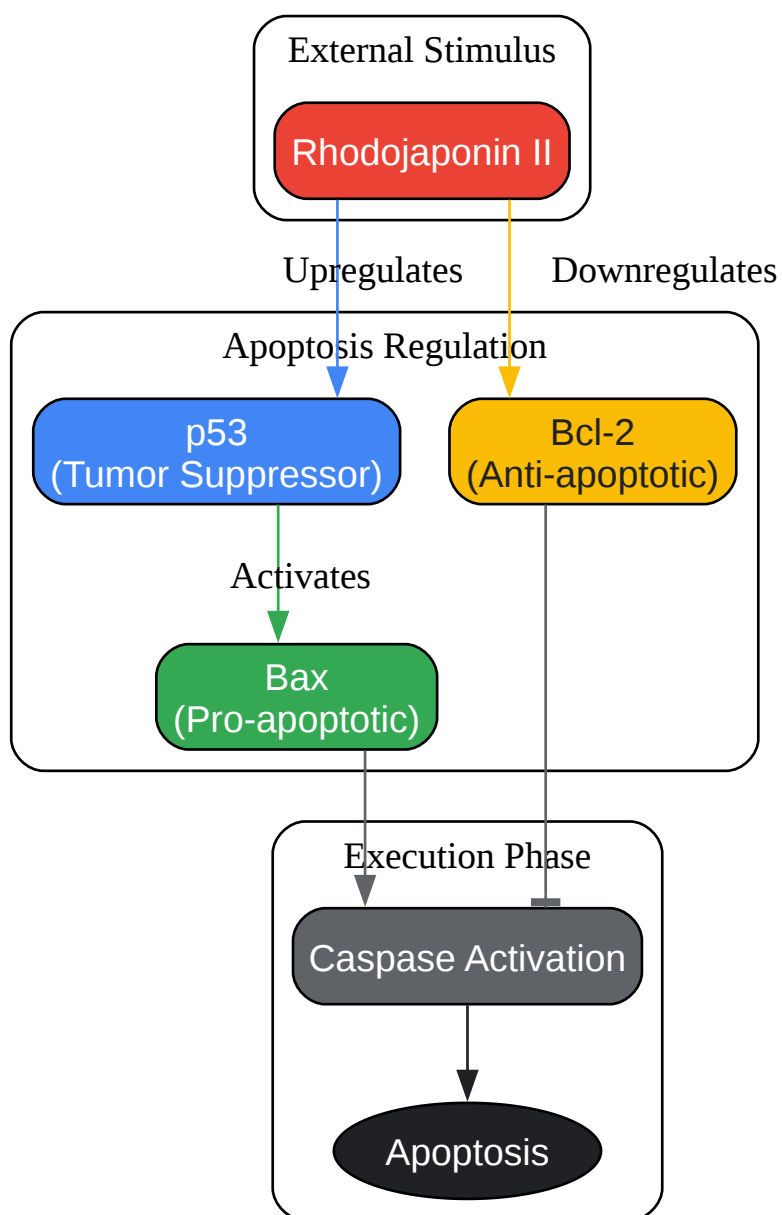 External Stimulus
Rhodojaponin II
Upregulates
Downregulates
Apoptosis Regulation
p53
(Tumor Suppressor)
Bcl-2
(Anti-apoptotic)
Activates
Bax
(Pro-apoptotic)
Execution Phase
Caspase Activation
Apoptosis